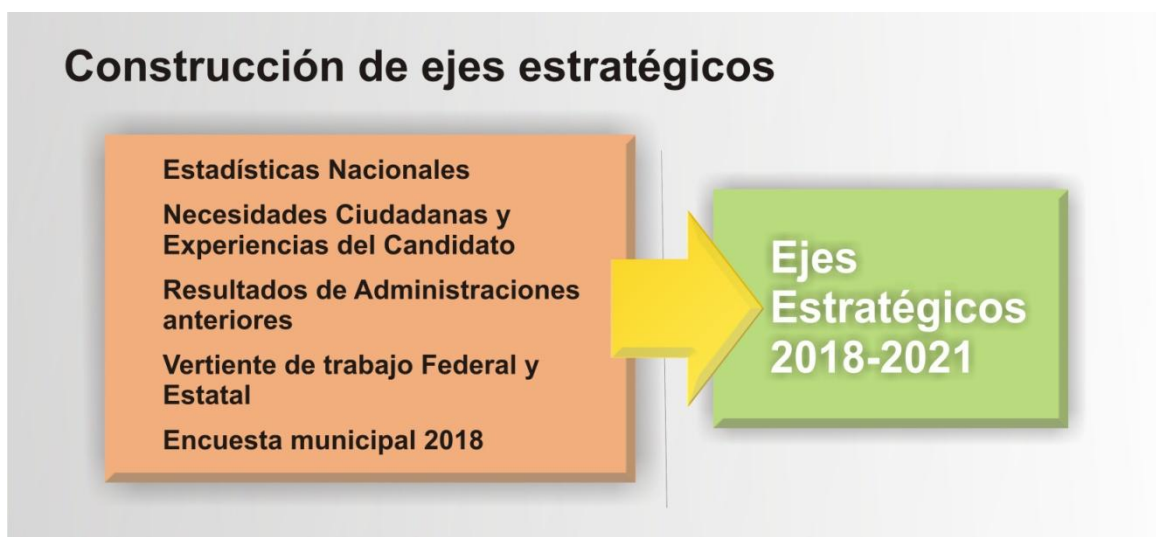 Construcción de ejes estratégicos
Estadísticas Nacionales
Necesidades Ciudadanas y
Experiencias del Candidato
Resultados de Administraciones
anteriores
Vertiente de trabajo Federal y
Estatal
Encuesta municipal 2018
Ejes
Estratégicos
2018-2021